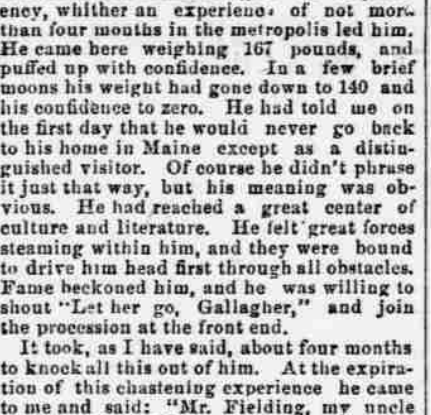 ency, whither an experience of not more
than four months in the metropolis led him.
He came here weighing 167 pounds, and
puffed up with confidence. In a few brief
moons his weight had gone down to 140 and
his confidence to zero. He had told me on
the first day that he would never go back
to his home in Maine except as a distin-
guished visitor. Of course he didn't phrase
it just that way, but his meaning was ob-
vious. He had reached a great center of
culture and literature. He felt great forces
steaming within him, and they were bound
to drive him head first through all obstacles.
Fame beckoned him, and he was willing to
shout "Let her go, Gallagher," and join
the procession at the front end.
It took, as I have said, about four months
to knock all this out of him. At the expira-
tion of this chastening experience he came
to me and said: "Mr. Fielding, my uncle